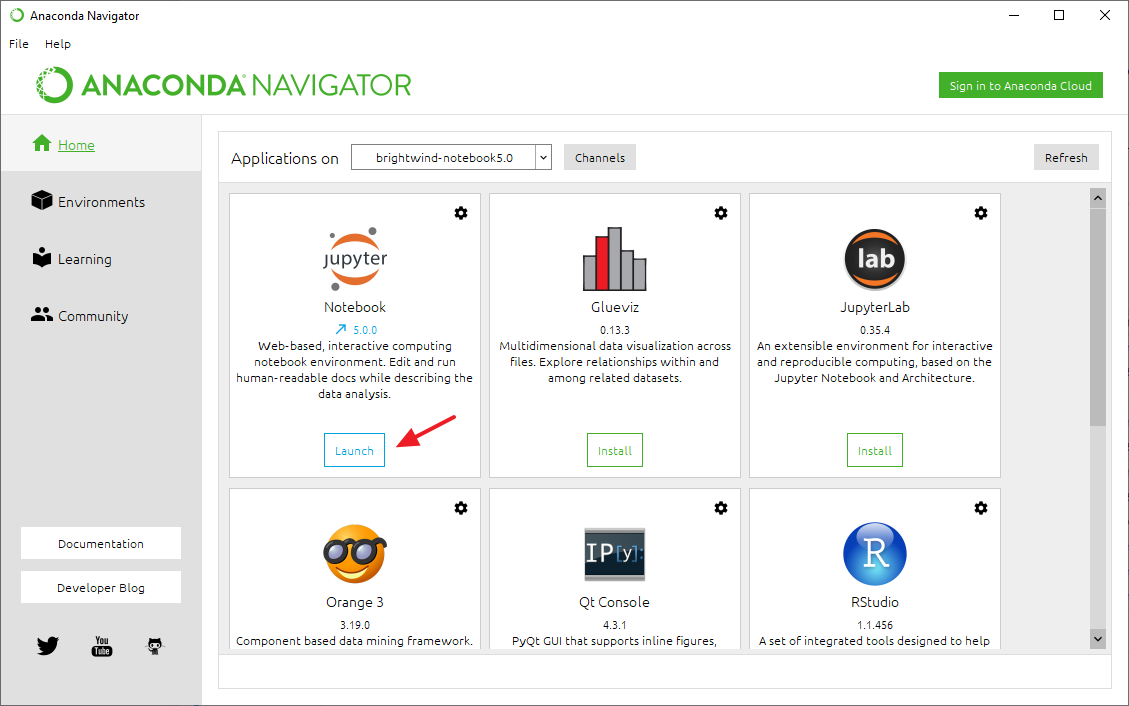 Anaconda Navigator
File Help
ANACONDA NAVIGATOR
Sign in to Anaconda Cloud
Home
Environments
Learning
Community
Documentation
Developer Blog
You
Tube
Applications on brightwind-notebook5.0 Channels Refresh
jupyter
Notebook
5.0.0
Web-based, interactive computing
notebook environment. Edit and run
human-readable docs while describing the
data analysis.
Launch
Glueviz
0.13.3
Multidimensional data visualization across
files. Explore relationships within and
among related datasets.
Install
lab
JupyterLab
0.35.4
An extensible environment for interactive
and reproducible computing, based on the
Jupyter Notebook and Architecture.
Install
Orange 3
3.19.0
Component based data mining framework.
IP[y]:
Qt Console
4.3.1
PyQt GUI that supports inline figures,
R
RStudio
1.1.456
A set of integrated tools designed to help